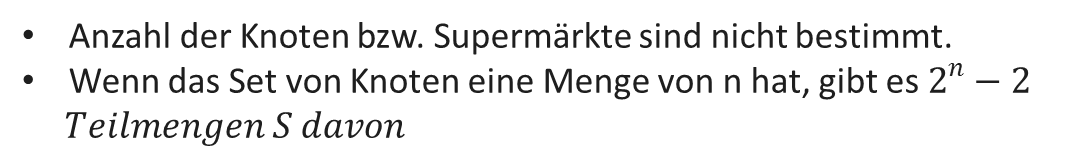 • Anzahl der Knoten bzw. Supermärkte sind nicht bestimmt.
• Wenn das Set von Knoten eine Menge von n hat, gibt es 2ⁿ − 2
Teilmengen S davon